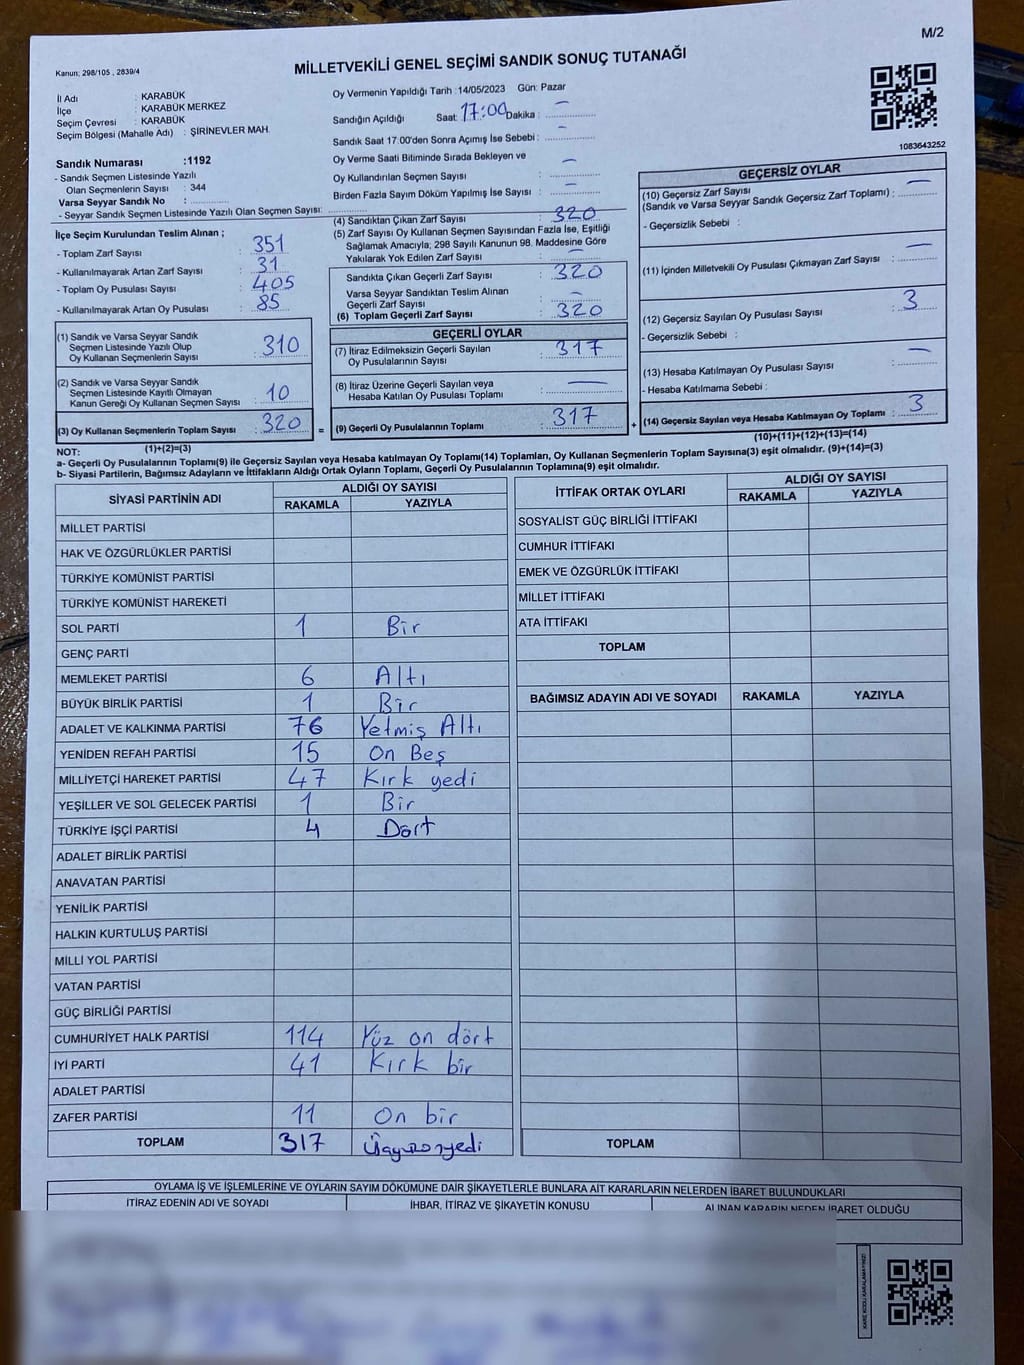 M/2
Kanun; 298/105 , 2839/4
MİLLETVEKİLİ GENEL SEÇİMİ SANDIK SONUÇ TUTANAĞI
İl Adı : KARABÜK
İlçe : KARABÜK MERKEZ
Seçim Çevresi : KARABÜK
Seçim Bölgesi (Mahalle Adı) : ŞİRİNEVLER MAH.
Sandık Numarası :1192
- Sandık Seçmen Listesinde Yazılı
Olan Seçmenlerin Sayısı : 344
Varsa Seyyar Sandık No :
- Seyyar Sandık Seçmen Listesinde Yazılı Olan Seçmen Sayısı:
İlçe Seçim Kurulundan Teslim Alınan ;
- Toplam Zarf Sayısı : 351
- Kullanılmayarak Artan Zarf Sayısı : 31
- Toplam Oy Pusulası Sayısı : 405
- Kullanılmayarak Artan Oy Pusulası : 85
(1) Sandık ve Varsa Seyyar Sandık
Seçmen Listesinde Yazılı Olup
Oy Kullanan Seçmenlerin Sayısı : 310
(2) Sandık ve Varsa Seyyar Sandık
Seçmen Listesinde Kayıtlı Olmayan
Kanun Gereği Oy Kullanan Seçmen Sayısı : 10
(3) Oy Kullanan Seçmenlerin Toplam Sayısı : 320
(1)+(2)=(3)
Oy Vermenin Yapıldığı Tarih :14/05/2023 Gün: Pazar
Sandığın Açıldığı Saat: 17:00 Dakika : —
Sandık Saat 17.00'den Sonra Açımış İse Sebebi : —
Oy Verme Saati Bitiminde Sırada Bekleyen ve
Oy Kullandırılan Seçmen Sayısı : —
Birden Fazla Sayım Döküm Yapılmış İse Sayısı : —
(4) Sandıktan Çıkan Zarf Sayısı : 320
(5) Zarf Sayısı Oy Kullanan Seçmen Sayısından Fazla İse, Eşitliği
Sağlamak Amacıyla; 298 Sayılı Kanunun 98. Maddesine Göre
Yakılarak Yok Edilen Zarf Sayısı : —
Sandıkta Çıkan Geçerli Zarf Sayısı : 320
Varsa Seyyar Sandıktan Teslim Alınan
Geçerli Zarf Sayısı : —
(6) Toplam Geçerli Zarf Sayısı : 320
GEÇERLİ OYLAR
(7) İtiraz Edilmeksizin Geçerli Sayılan
Oy Pusulalarının Sayısı : 317
(8) İtiraz Üzerine Geçerli Sayılan veya
Hesaba Katılan Oy Pusulası Toplamı : —
= (9) Geçerli Oy Pusulalarının Toplamı : 317 +
1083643252
GEÇERSİZ OYLAR
(10) Geçersiz Zarf Sayısı
(Sandık ve Varsa Seyyar Sandık Geçersiz Zarf Toplamı) : —
- Geçersizlik Sebebi :
(11) İçinden Milletvekili Oy Pusulası Çıkmayan Zarf Sayısı : —
(12) Geçersiz Sayılan Oy Pusulası Sayısı : 3
- Geçersizlik Sebebi :
(13) Hesaba Katılmayan Oy Pusulası Sayısı : —
- Hesaba Katılmama Sebebi :
(14) Geçersiz Sayılan veya Hesaba Katılmayan Oy Toplamı : 3
(10)+(11)+(12)+(13)=(14)
NOT:
a- Geçerli Oy Pusulalarının Toplamı(9) ile Geçersiz Sayılan veya Hesaba katılmayan Oy Toplamı(14) Toplamları, Oy Kullanan Seçmenlerin Toplam Sayısına(3) eşit olmalıdır. (9)+(14)=(3)
b- Siyasi Partilerin, Bağımsız Adayların ve İttifakların Aldığı Ortak Oyların Toplamı, Geçerli Oy Pusulalarının Toplamına(9) eşit olmalıdır.
SİYASİ PARTİNİN ADI ALDIĞI OY SAYISI
RAKAMLA YAZIYLA
MİLLET PARTİSİ
HAK VE ÖZGÜRLÜKLER PARTİSİ
TÜRKİYE KOMÜNİST PARTİSİ
TÜRKİYE KOMÜNİST HAREKETİ
SOL PARTİ 1 Bir
GENÇ PARTİ
MEMLEKET PARTİSİ 6 Altı
BÜYÜK BİRLİK PARTİSİ 1 Bir
ADALET VE KALKINMA PARTİSİ 76 Yetmiş Altı
YENİDEN REFAH PARTİSİ 15 On Beş
MİLLİYETÇİ HAREKET PARTİSİ 47 Kırk yedi
YEŞİLLER VE SOL GELECEK PARTİSİ 1 Bir
TÜRKİYE İŞÇİ PARTİSİ 4 Dört
ADALET BİRLİK PARTİSİ
ANAVATAN PARTİSİ
YENİLİK PARTİSİ
HALKIN KURTULUŞ PARTİSİ
MİLLİ YOL PARTİSİ
VATAN PARTİSİ
GÜÇ BİRLİĞİ PARTİSİ
CUMHURİYET HALK PARTİSİ 114 Yüz on dört
İYİ PARTİ 41 Kırk bir
ADALET PARTİSİ
ZAFER PARTİSİ 11 On bir
TOPLAM 317
İTTİFAK ORTAK OYLARI ALDIĞI OY SAYISI
RAKAMLA YAZIYLA
SOSYALİST GÜÇ BİRLİĞİ İTTİFAKI
CUMHUR İTTİFAKI
EMEK VE ÖZGÜRLÜK İTTİFAKI
MİLLET İTTİFAKI
ATA İTTİFAKI
TOPLAM
BAĞIMSIZ ADAYIN ADI VE SOYADI RAKAMLA YAZIYLA
TOPLAM
OYLAMA İŞ VE İŞLEMLERİNE VE OYLARIN SAYIM DÖKÜMÜNE DAİR ŞİKAYETLERLE BUNLARA AİT KARARLARIN NELERDEN İBARET BULUNDUKLARI
İTİRAZ EDENİN ADI VE SOYADI İHBAR, İTİRAZ VE ŞİKAYETİN KONUSU ALINAN KARARIN NEDEN İBARET OLDUĞU
KARE KODU KARALAMAYINIZ!